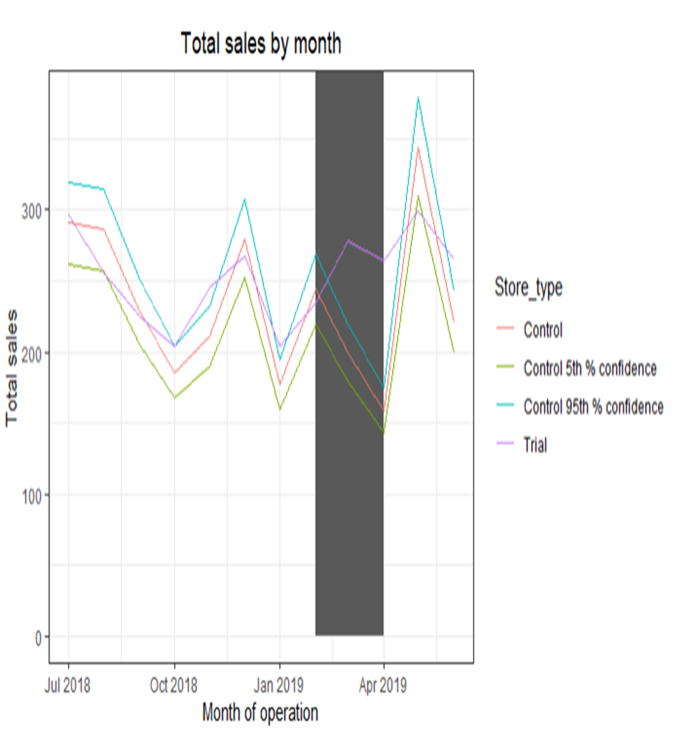 Total sales by month
Total sales
300
200
100
0
Jul 2018
Oct 2018
Jan 2019
Apr 2019
Month of operation
Store_type
Control
Control 5th % confidence
Control 95th % confidence
Trial